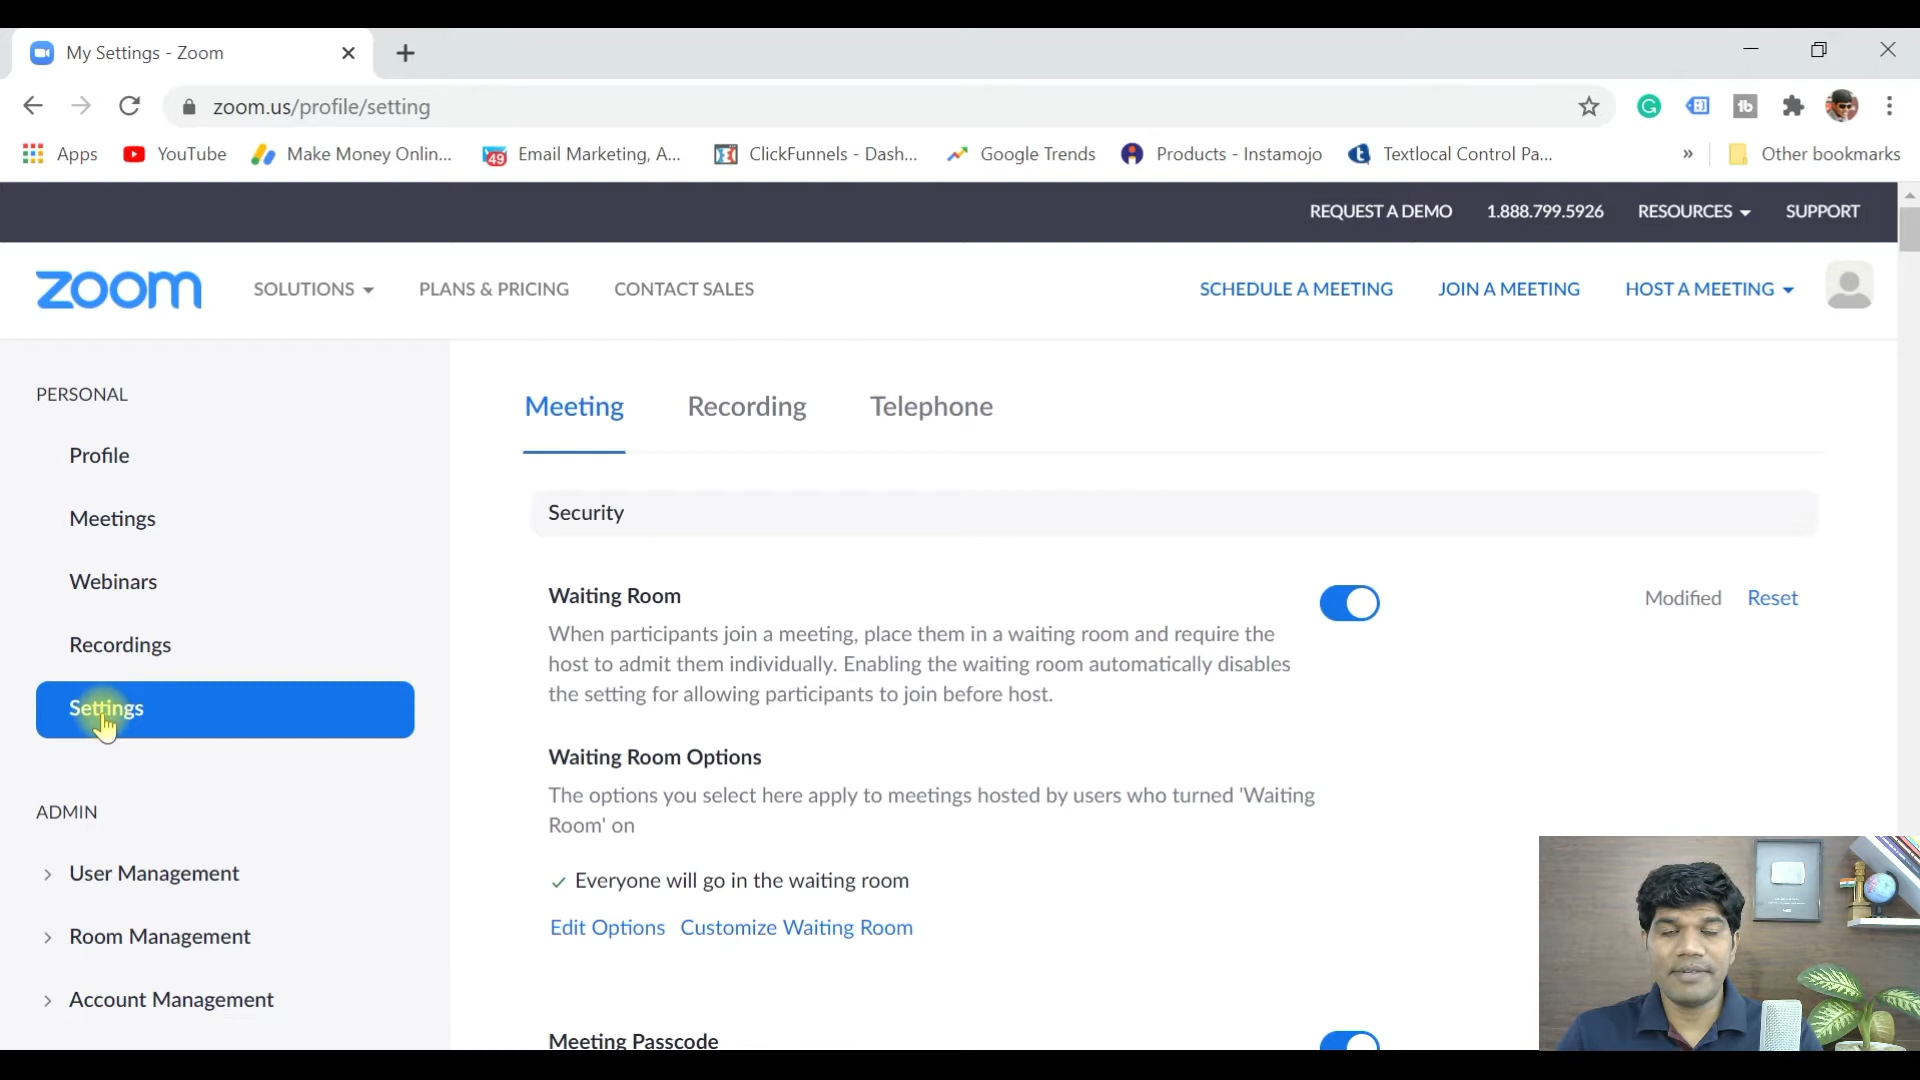 My Settings - Zoom
zoom.us/profile/setting
Apps YouTube Make Money Onlin... Email Marketing, A... ClickFunnels - Dash... Google Trends Products - Instamojo Textlocal Control Pa... » Other bookmarks
REQUEST A DEMO 1.888.799.5926 RESOURCES SUPPORT
zoom SOLUTIONS PLANS & PRICING CONTACT SALES SCHEDULE A MEETING JOIN A MEETING HOST A MEETING
PERSONAL
Profile
Meetings
Webinars
Recordings
Settings
ADMIN
User Management
Room Management
Account Management
Meeting Recording Telephone
Security
Waiting Room
Modified Reset
When participants join a meeting, place them in a waiting room and require the
host to admit them individually. Enabling the waiting room automatically disables
the setting for allowing participants to join before host.
Waiting Room Options
The options you select here apply to meetings hosted by users who turned 'Waiting
Room' on
Everyone will go in the waiting room
Edit Options Customize Waiting Room
Meeting Passcode